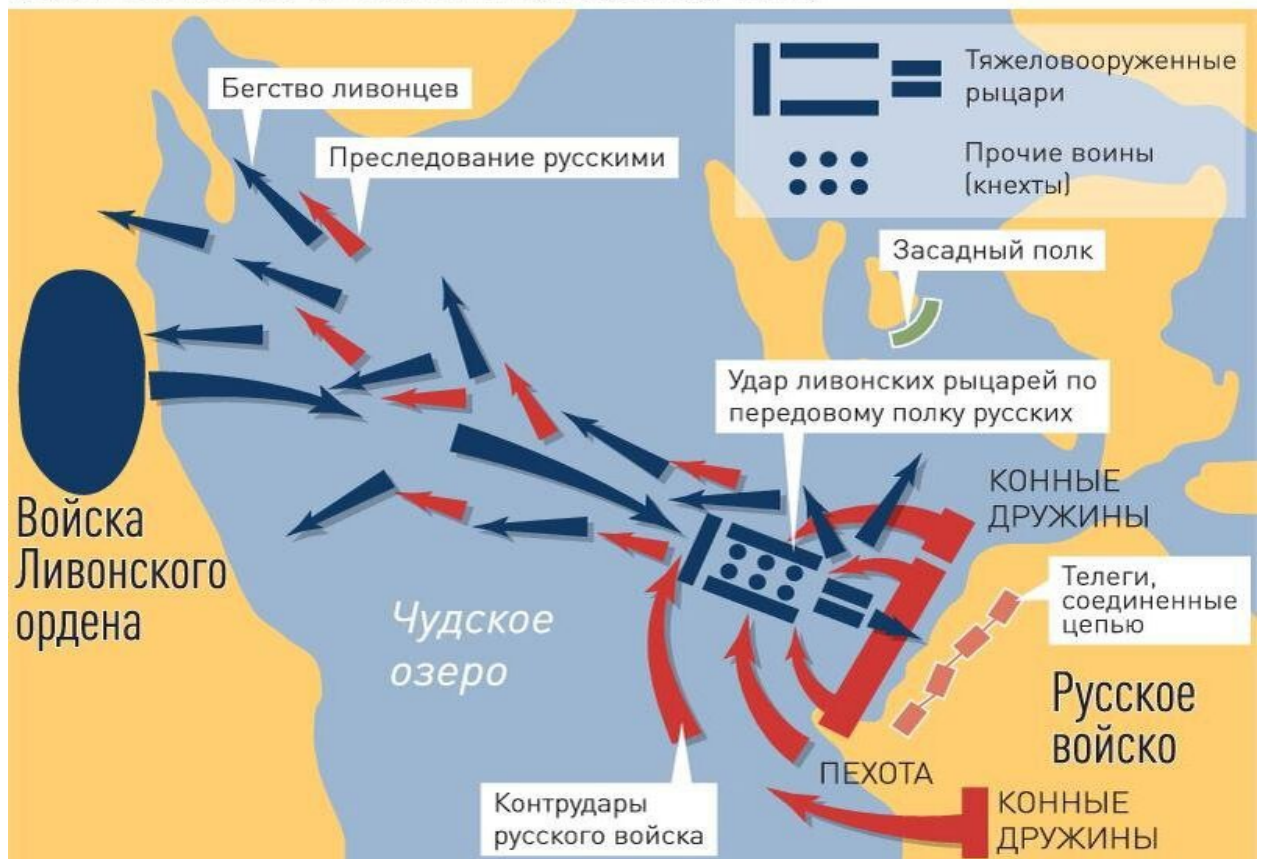 Бегство ливонцев
Преследование русскими
Тяжеловооруженные
рыцари
Прочие воины
(кнехты)
Засадный полк
Удар ливонских рыцарей по
передовому полку русских
КОННЫЕ
ДРУЖИНЫ
Войска
Ливонского
ордена
Телеги,
соединенные
цепью
Чудское
озеро
Русское
войско
ПЕХОТА
Контрудары
русского войска
КОННЫЕ
ДРУЖИНЫ